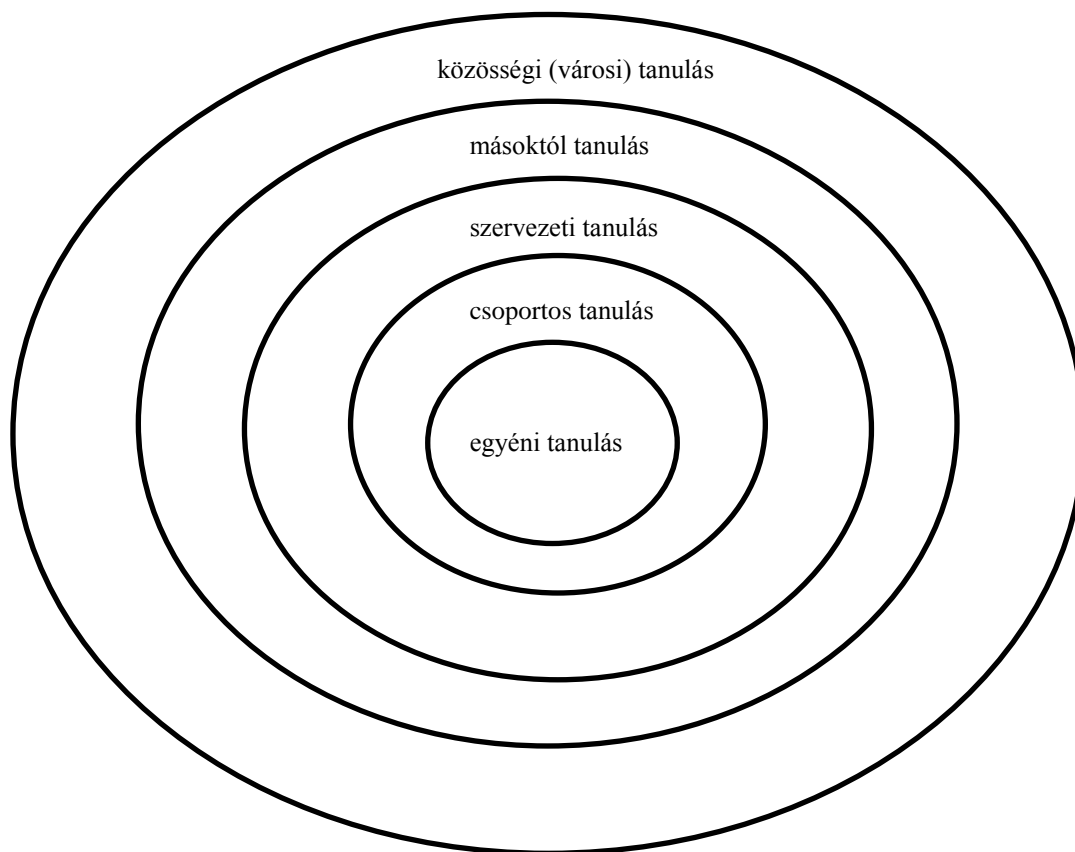 közösségi (városi) tanulás
másoktól tanulás
szervezeti tanulás
csoportos tanulás
egyéni tanulás